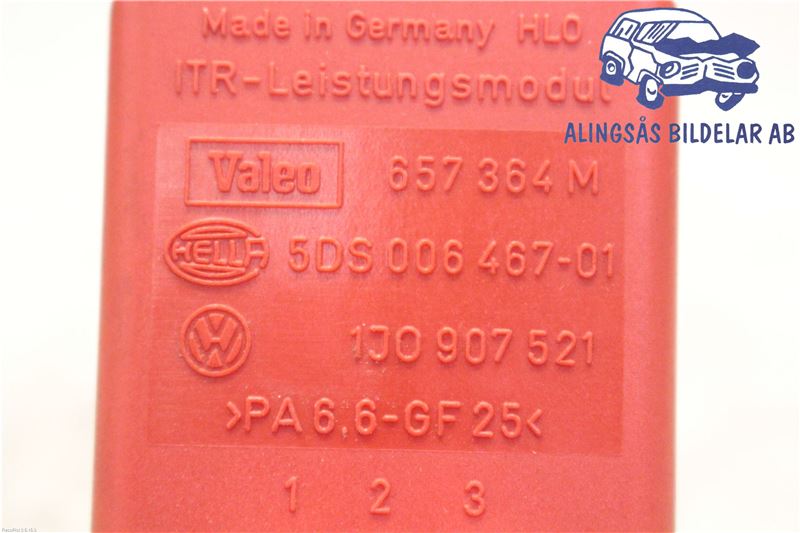 Made in Germany HLO
ITR-Leistungsmodul
ALINGSÅS BILDELAR AB
Valeo 657 364 M
HELLA 5DS 006 467-01
VW 1J0 907 521
>PA 6.6-GF 25<
1 2 3